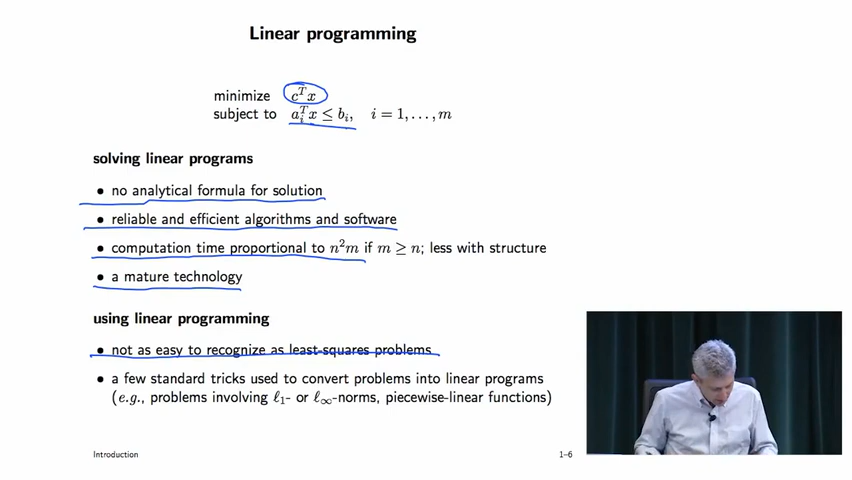 Linear programming
minimize c^T x
subject to a_i^T x ≤ b_i, i = 1, . . . , m
solving linear programs
• no analytical formula for solution
• reliable and efficient algorithms and software
• computation time proportional to n²m if m ≥ n; less with structure
• a mature technology
using linear programming
• not as easy to recognize as least-squares problems
• a few standard tricks used to convert problems into linear programs
(e.g., problems involving ℓ₁- or ℓ∞-norms, piecewise-linear functions)
Introduction 1–6